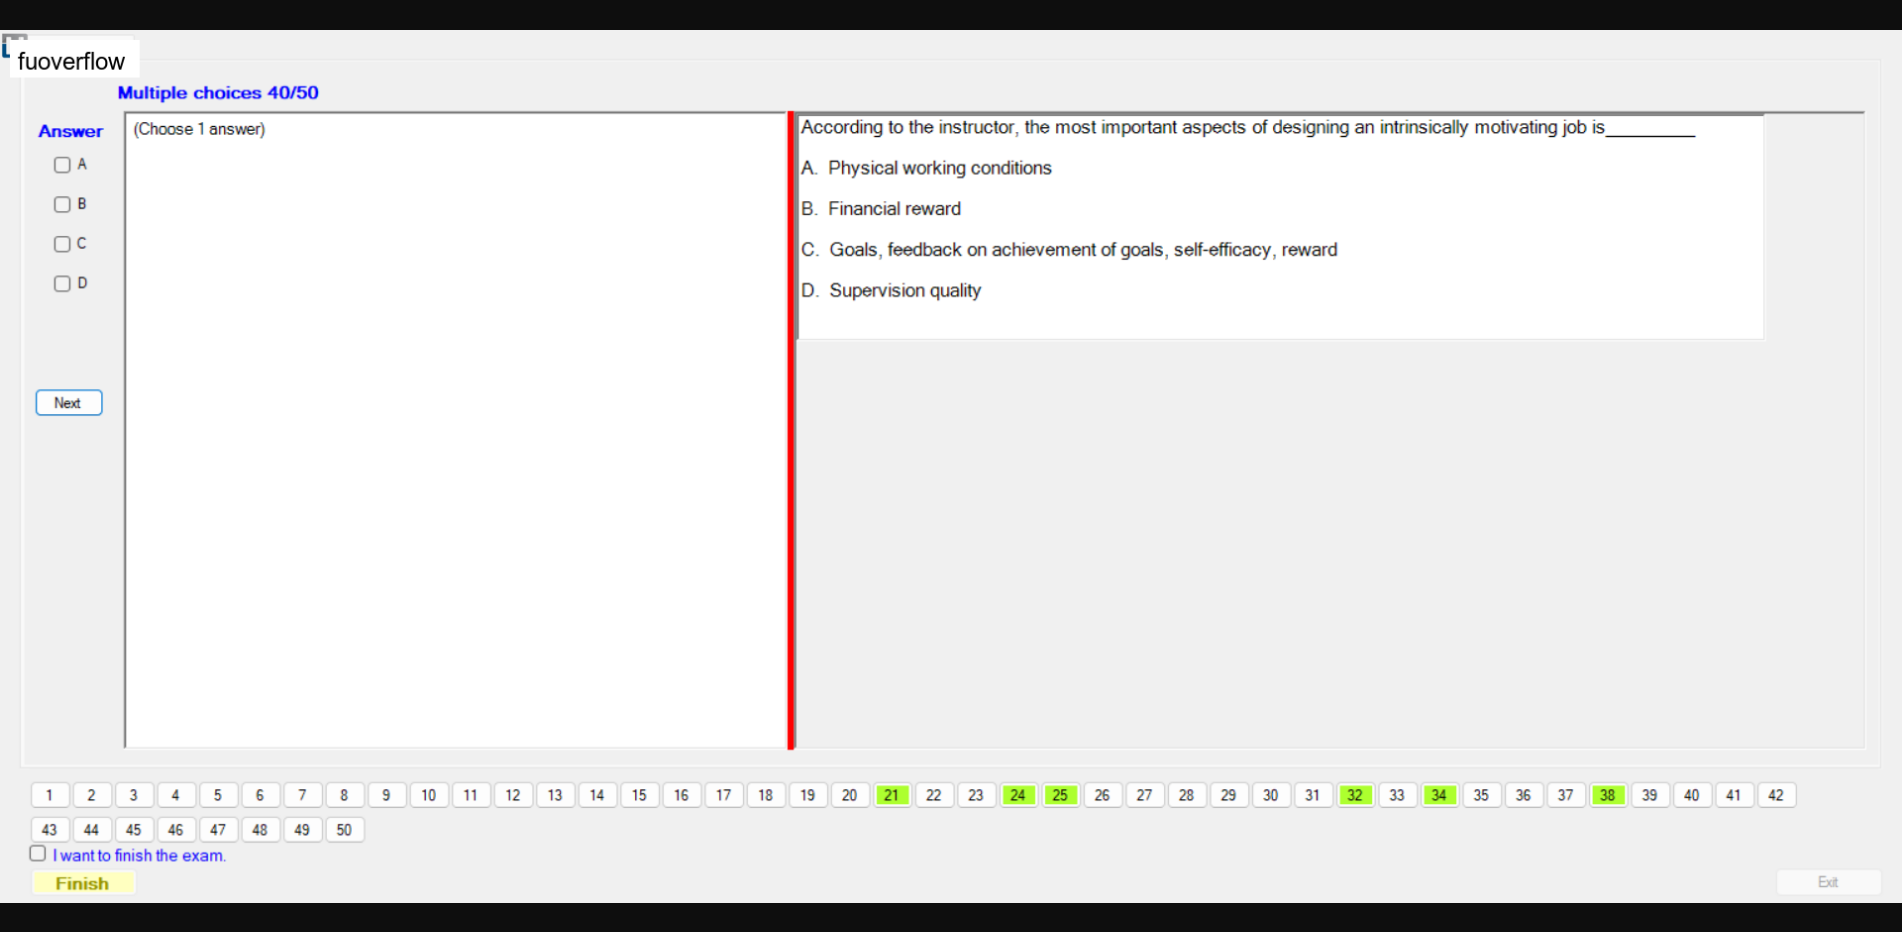 fuoverflow
Multiple choices 40/50
Answer
(Choose 1 answer)
A
B
C
D
Next
According to the instructor, the most important aspects of designing an intrinsically motivating job is_________
A. Physical working conditions
B. Financial reward
C. Goals, feedback on achievement of goals, self-efficacy, reward
D. Supervision quality
1 2 3 4 5 6 7 8 9 10 11 12 13 14 15 16 17 18 19 20 21 22 23 24 25 26 27 28 29 30 31 32 33 34 35 36 37 38 39 40 41 42
43 44 45 46 47 48 49 50
I want to finish the exam.
Finish
Exit